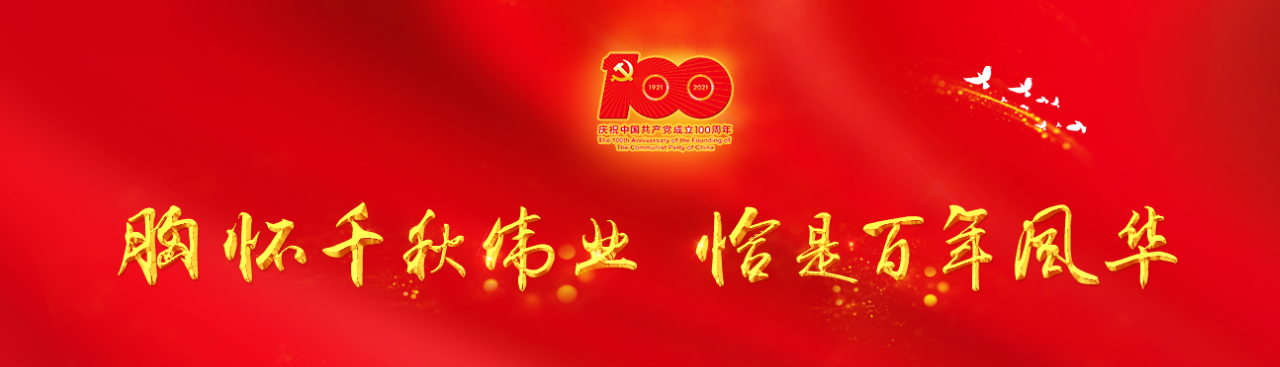 100
1921 2021
庆祝中国共产党成立100周年
The 100th Anniversary of the Founding of
The Communist Party of China
胸怀千秋伟业 恰是百年风华